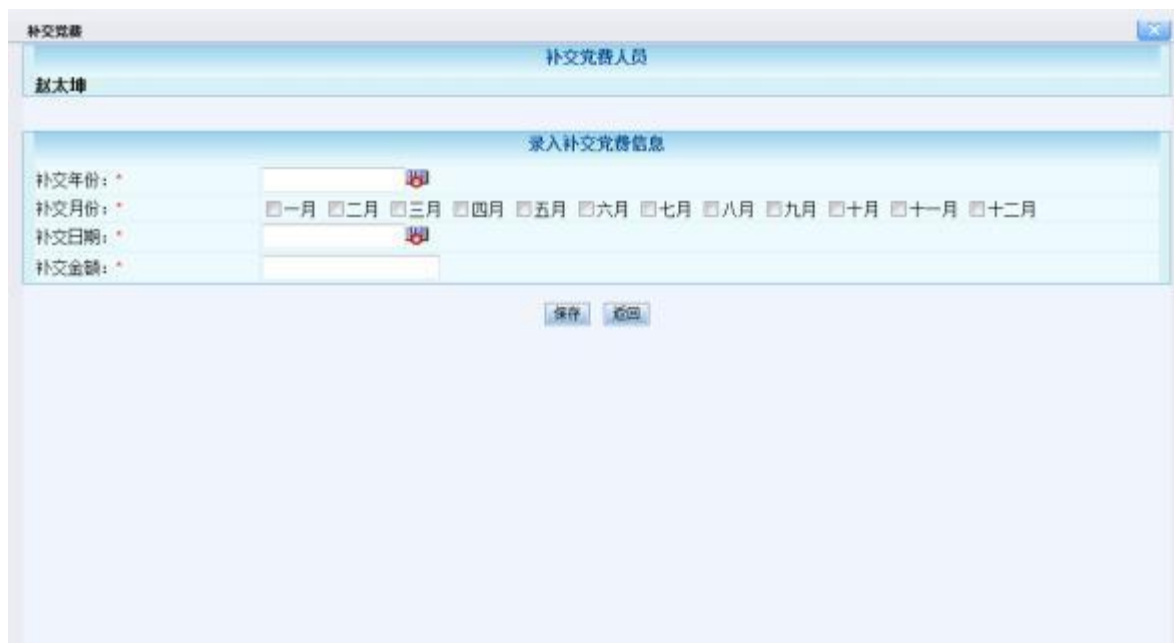 补交党费
补交党费人员
赵太坤
录入补交党费信息
补交年份：*
补交月份：* 一月 二月 三月 四月 五月 六月 七月 八月 九月 十月 十一月 十二月
补交日期：*
补交金额：*
保存 返回